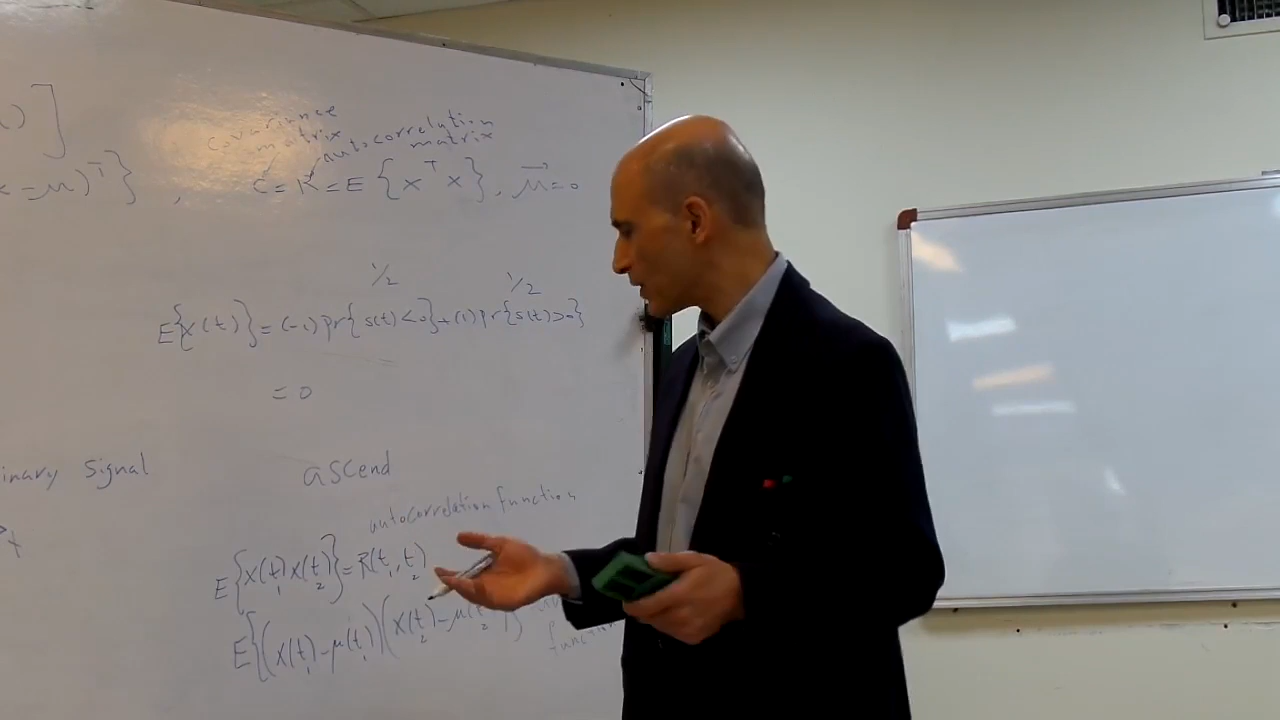 ]
covariance
matrix
autocorrelation
matrix
x-μ)ᵀ} , C=R=E{xᵀx}, μ⃗=0
1/2 1/2
E{x(t)}=(-1)pr{s(t)<0}+(1)pr{s(t)>0}
=0
inary signal ascend
autocorrelation function
t
E{x(t₁)x(t₂)}=R(t₁,t₂)
E{(x(t₁)-μ(t₁))(x(t₂)-μ(t₂
function